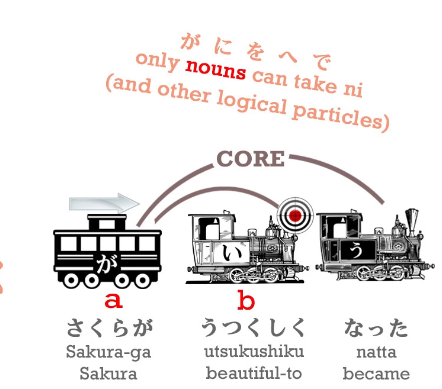 が に を へ で
only nouns can take ni
(and other logical particles)
CORE
が
い
う
a
b
さくらが うつくしく なった
Sakura-ga utsukushiku natta
Sakura beautiful-to became